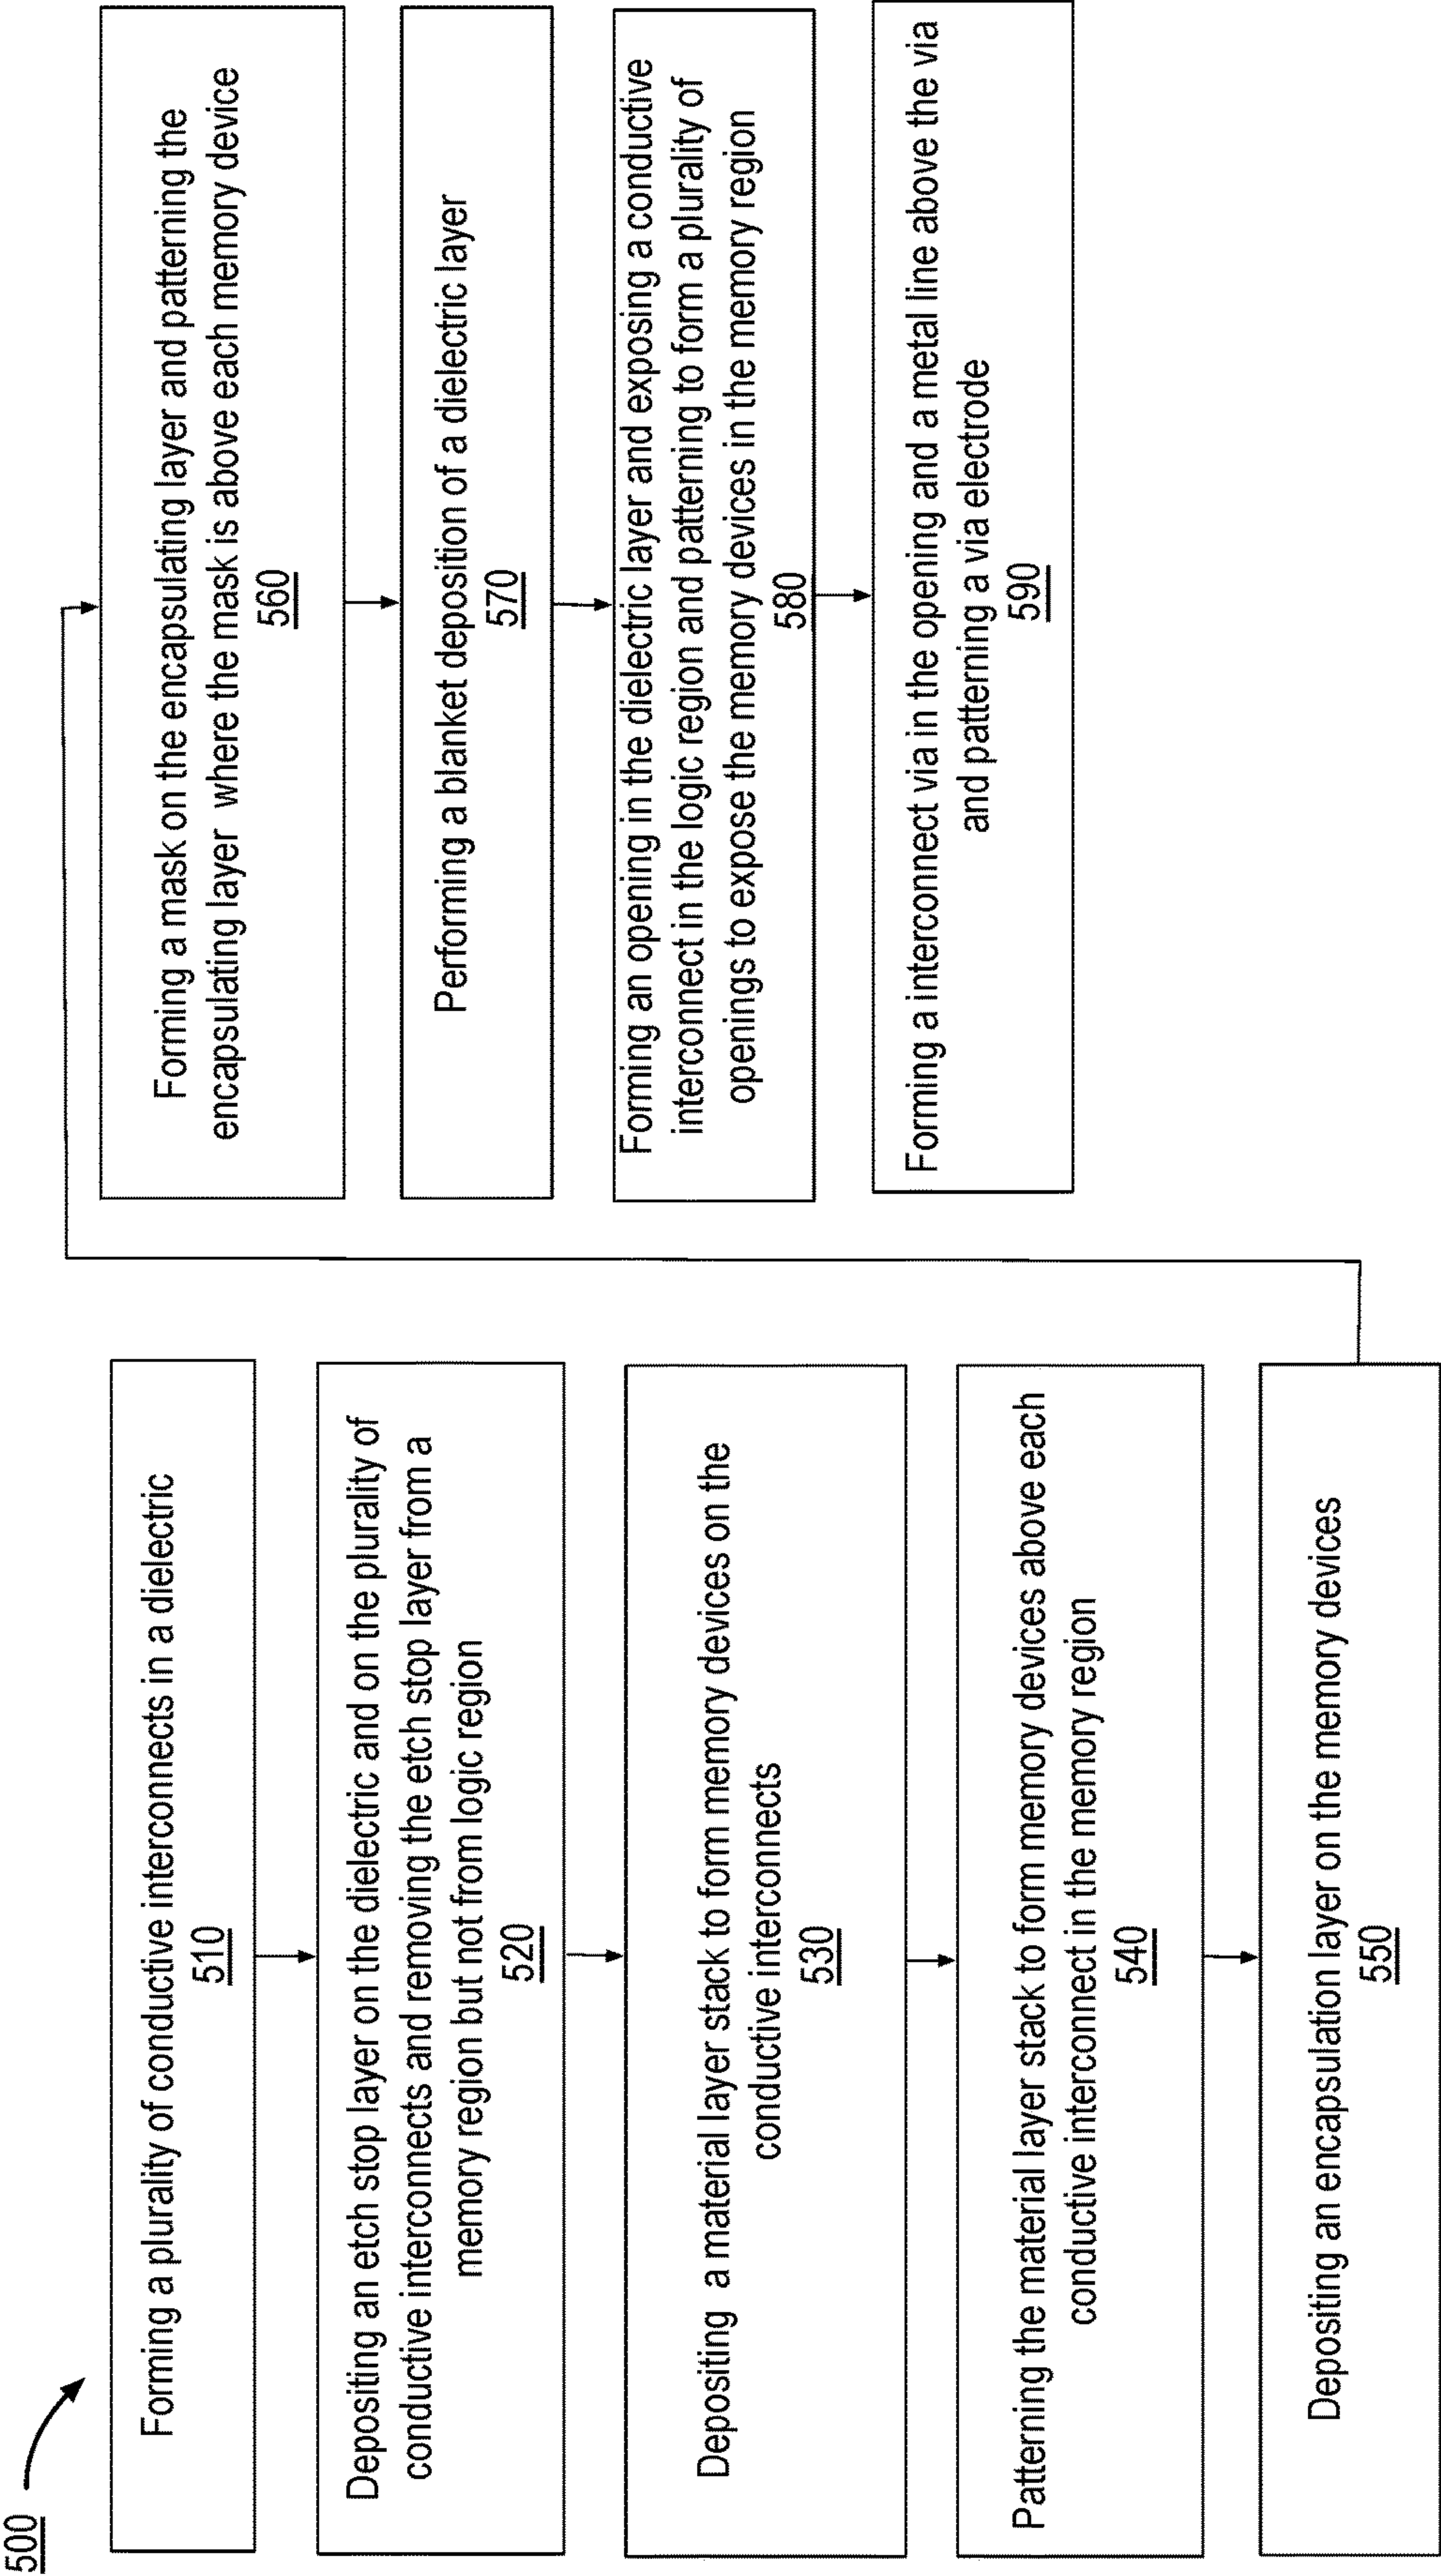 500
Forming a plurality of conductive interconnects in a dielectric
510
Depositing an etch stop layer on the dielectric and on the plurality of
conductive interconnects and removing the etch stop layer from a
memory region but not from logic region
520
Depositing a material layer stack to form memory devices on the
conductive interconnects
530
Patterning the material layer stack to form memory devices above each
conductive interconnect in the memory region
540
Depositing an encapsulation layer on the memory devices
550
Forming a mask on the encapsulating layer and patterning the
encapsulating layer where the mask is above each memory device
560
Performing a blanket deposition of a dielectric layer
570
Forming an opening in the dielectric layer and exposing a conductive
interconnect in the logic region and patterning to form a plurality of
openings to expose the memory devices in the memory region
580
Forming a interconnect via in the opening and a metal line above the via
and patterning a via electrode
590